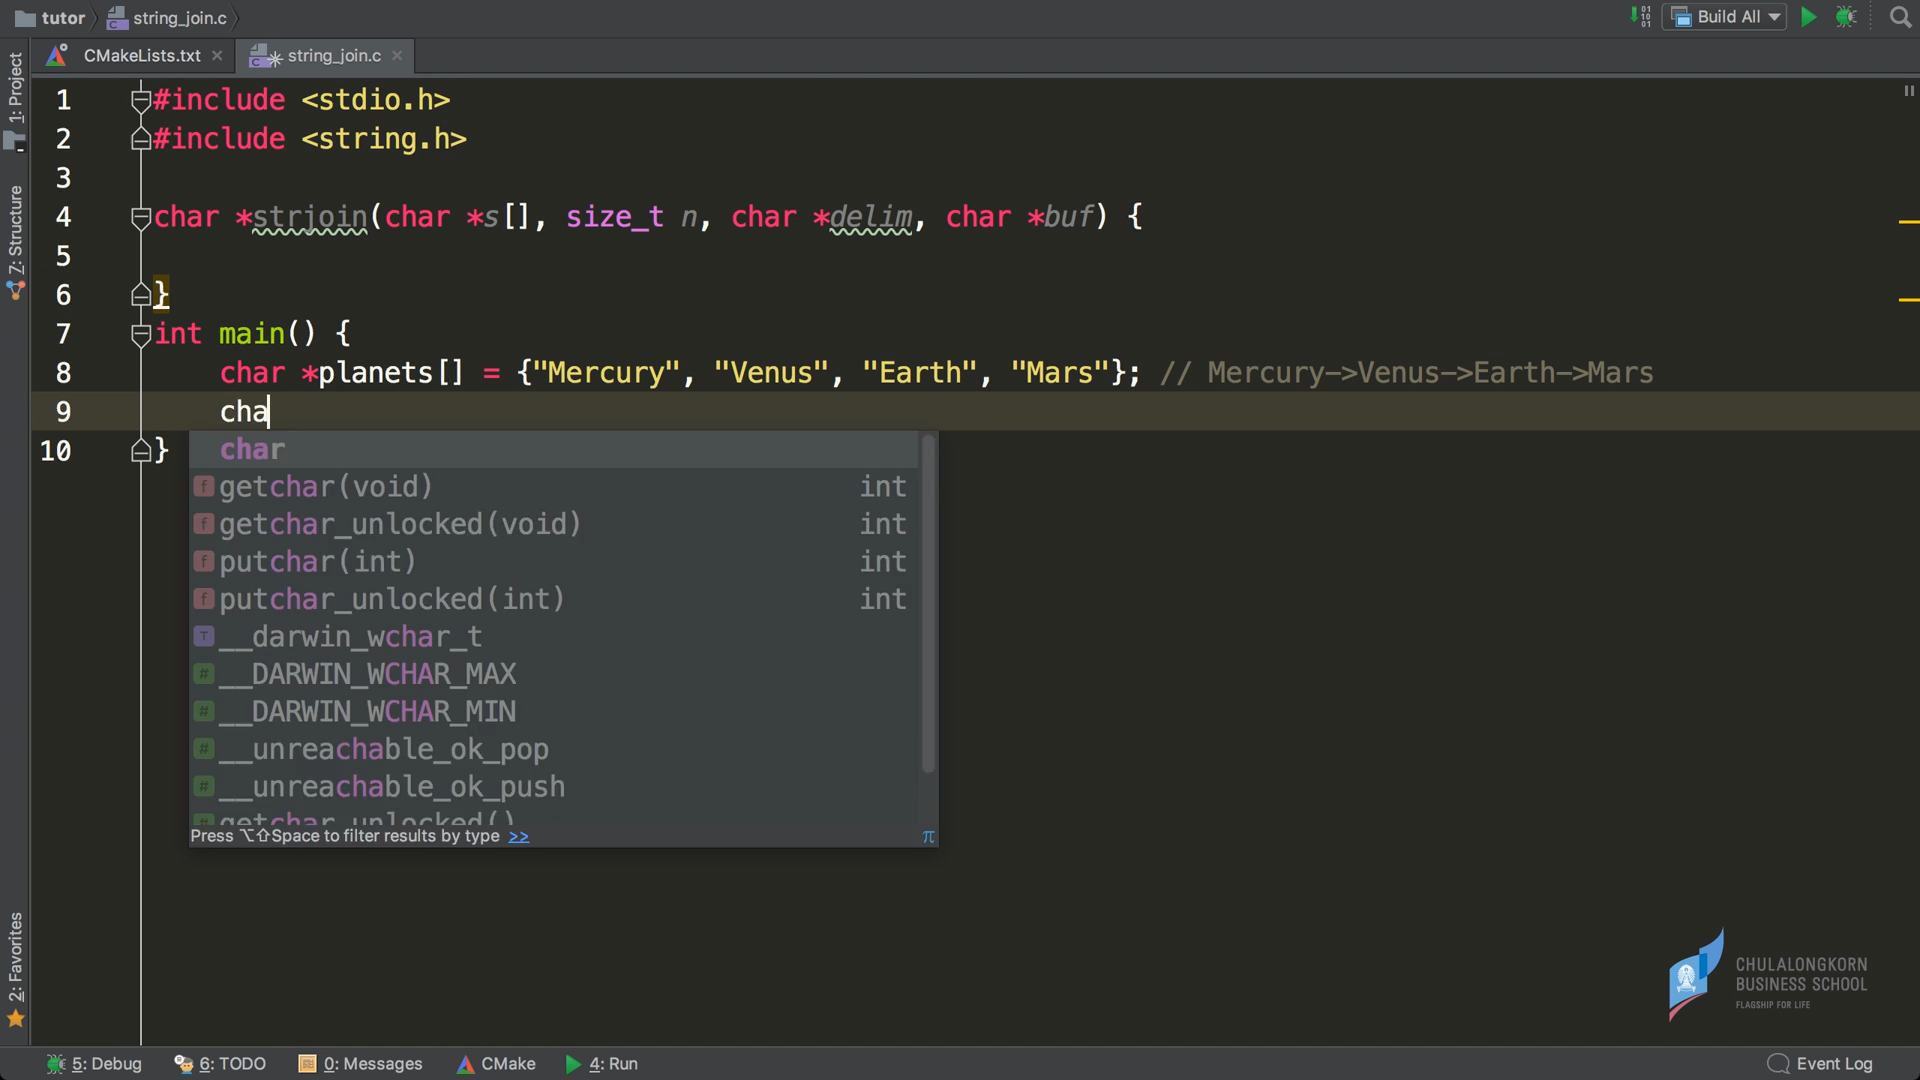 tutor string_join.c Build All
CMakeLists.txt string_join.c
1: Project
7: Structure
2: Favorites
1 #include <stdio.h>
2 #include <string.h>
3
4 char *strjoin(char *s[], size_t n, char *delim, char *buf) {
5
6 }
7 int main() {
8 char *planets[] = {"Mercury", "Venus", "Earth", "Mars"}; // Mercury->Venus->Earth->Mars
9 cha
10 }
char
getchar(void) int
getchar_unlocked(void) int
putchar(int) int
putchar_unlocked(int) int
__darwin_wchar_t
__DARWIN_WCHAR_MAX
__DARWIN_WCHAR_MIN
__unreachable_ok_pop
__unreachable_ok_push
getchar_unlocked()
Press ⌥⇧Space to filter results by type >> π
CHULALONGKORN
BUSINESS SCHOOL
FLAGSHIP FOR LIFE
5: Debug 6: TODO 0: Messages CMake 4: Run Event Log